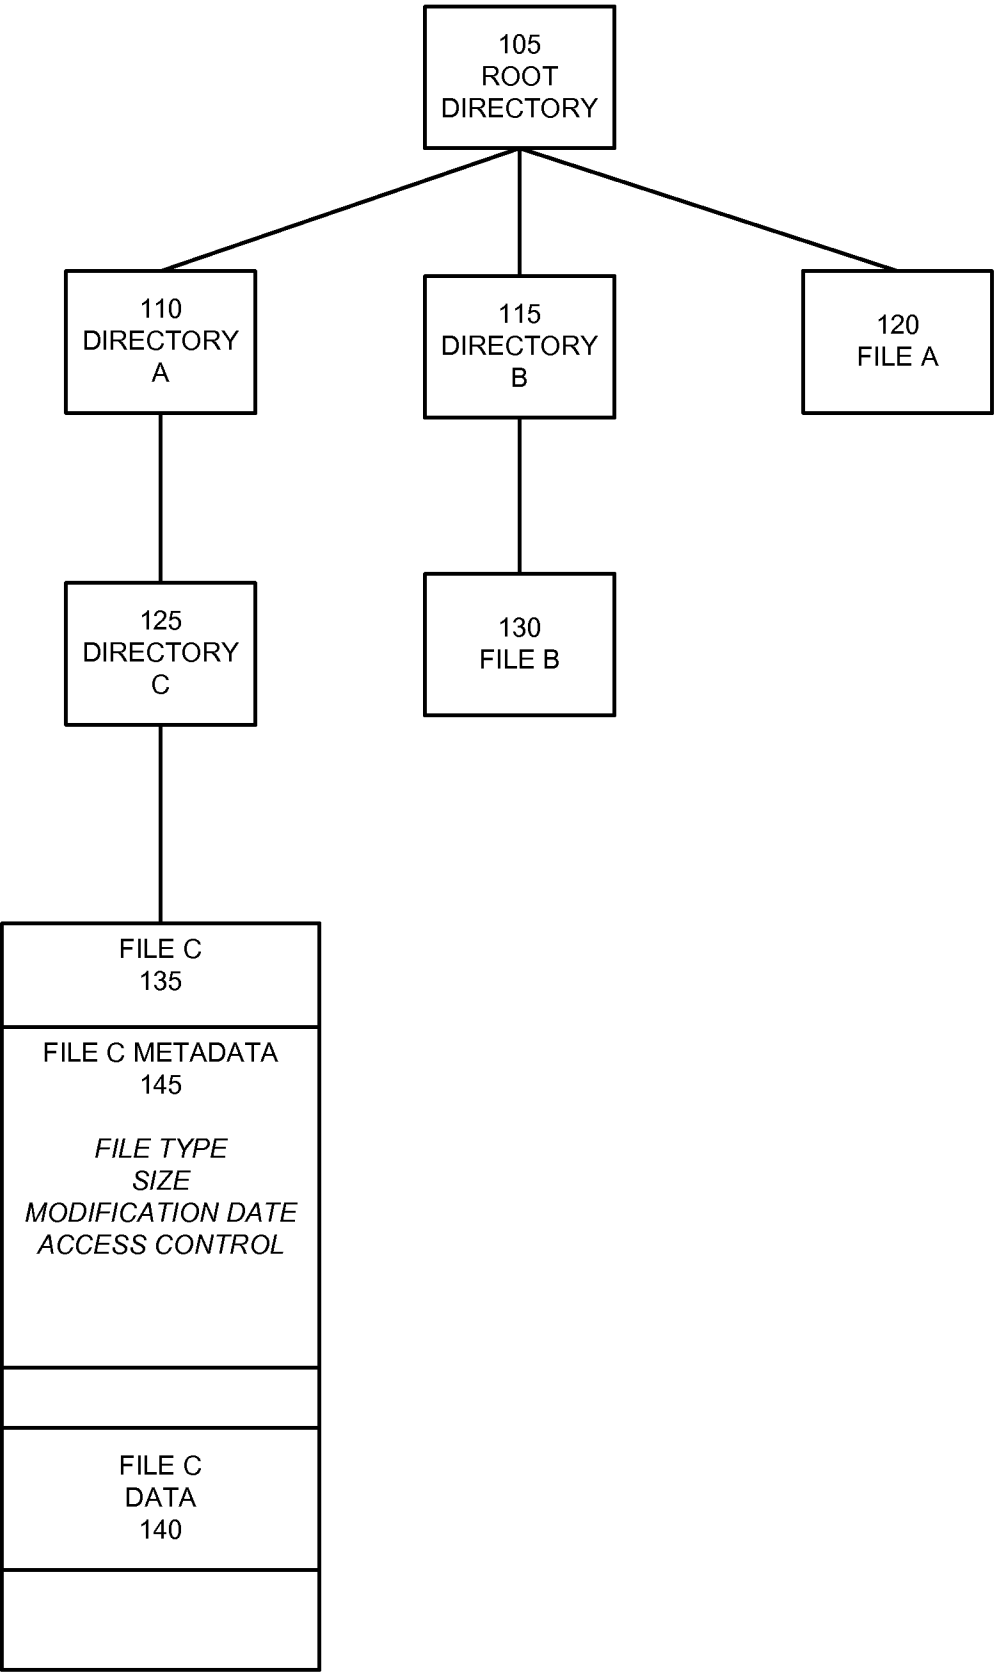 105
ROOT
DIRECTORY
110
DIRECTORY
A
115
DIRECTORY
B
120
FILE A
125
DIRECTORY
C
130
FILE B
FILE C
135
FILE C METADATA
145
FILE TYPE
SIZE
MODIFICATION DATE
ACCESS CONTROL
FILE C
DATA
140